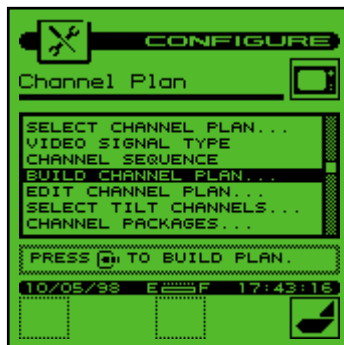 CONFIGURE
Channel Plan
SELECT CHANNEL PLAN...
VIDEO SIGNAL TYPE
CHANNEL SEQUENCE
BUILD CHANNEL PLAN...
EDIT CHANNEL PLAN...
SELECT TILT CHANNELS...
CHANNEL PACKAGES...
PRESS TO BUILD PLAN.
10/05/98 E F 17:43:16